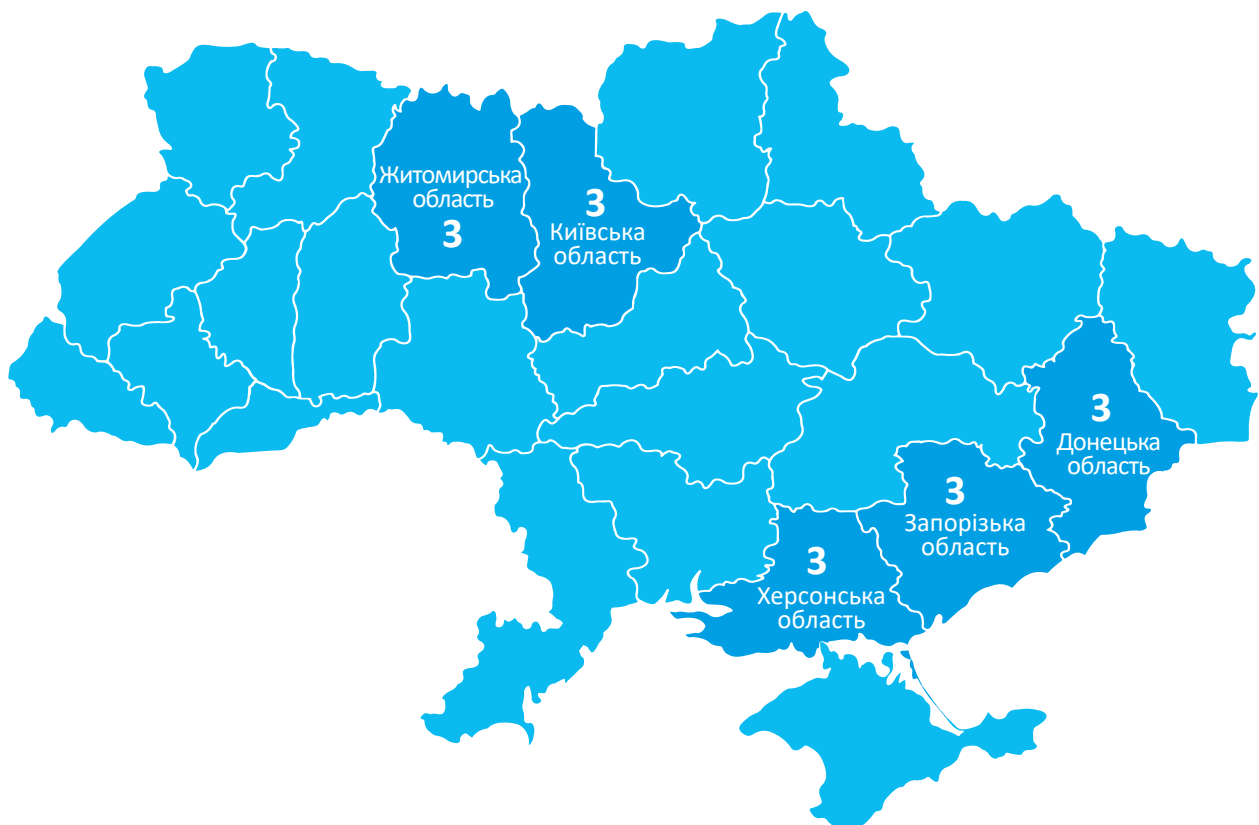 Житомирська
область
3
3
Київська
область
3
Донецька
область
3
Запорізька
область
3
Херсонська
область